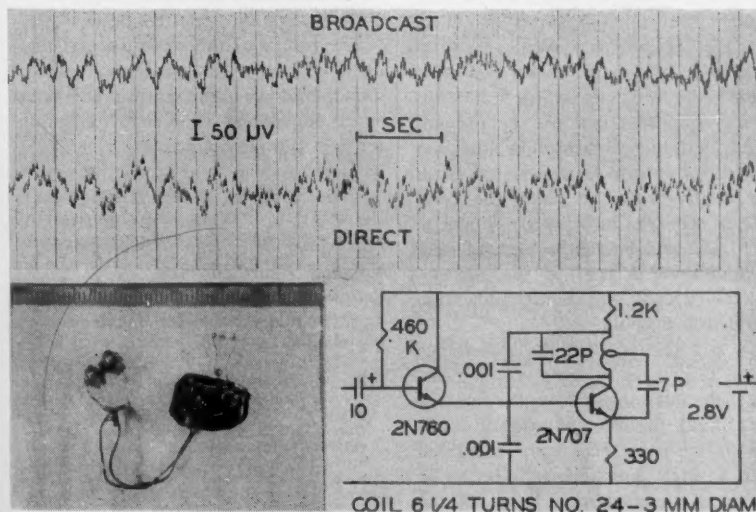 BROADCAST
50 µV
1 SEC
DIRECT
460
K
.001
22P
1.2K
7P
2.8V
+
10
+
2N760
2N707
.001
330
COIL 6 1/4 TURNS NO. 24-3 MM DIAM